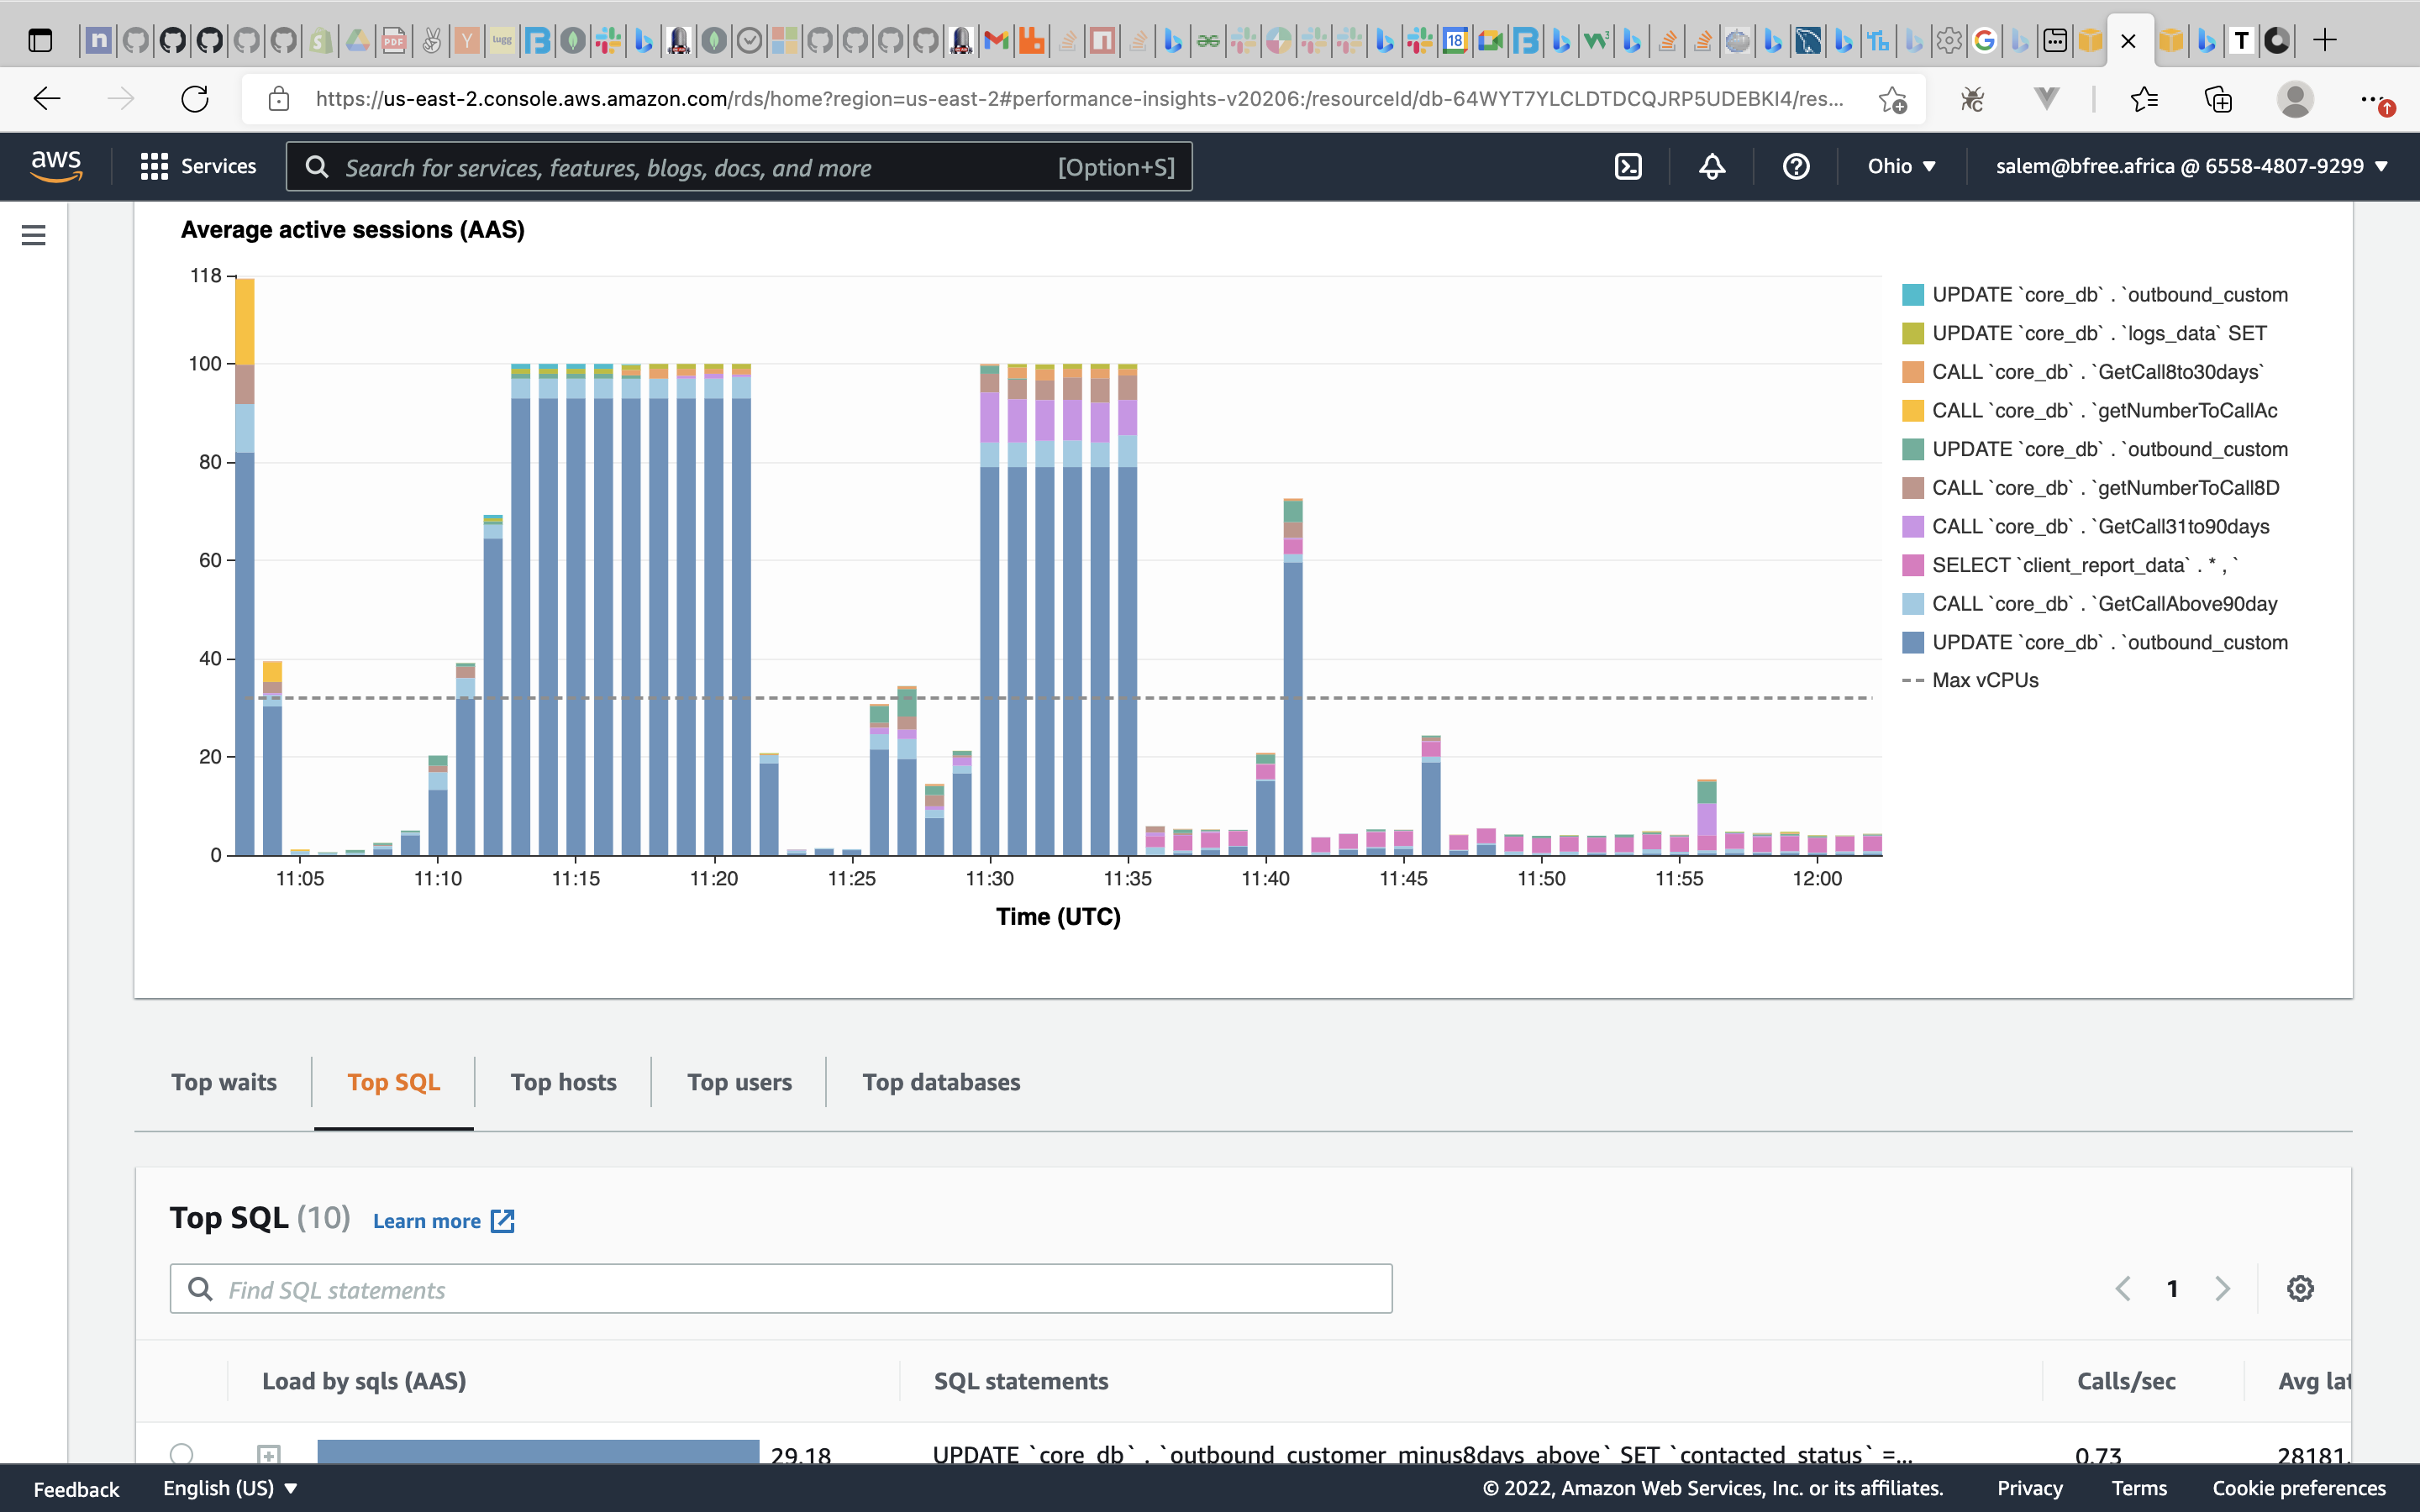 https://us-east-2.console.aws.amazon.com/rds/home?region=us-east-2#performance-insights-v20206:/resourceId/db-64WYT7YLCLDTDCQJRP5UDEBKI4/res...
aws
Services
Search for services, features, blogs, docs, and more
[Option+S]
Ohio ▼
salem@bfree.africa @ 6558-4807-9299 ▼
Average active sessions (AAS)
118
100
80
60
40
20
0
11:05
11:10
11:15
11:20
11:25
11:30
11:35
11:40
11:45
11:50
11:55
12:00
Time (UTC)
UPDATE `core_db` . `outbound_custom
UPDATE `core_db` . `logs_data` SET
CALL `core_db` . `GetCall8to30days`
CALL `core_db` . `getNumberToCallAc
UPDATE `core_db` . `outbound_custom
CALL `core_db` . `getNumberToCall8D
CALL `core_db` . `GetCall31to90days
SELECT `client_report_data` . * , `
CALL `core_db` . `GetCallAbove90day
UPDATE `core_db` . `outbound_custom
Max vCPUs
Top waits
Top SQL
Top hosts
Top users
Top databases
Top SQL (10)
Learn more
Find SQL statements
1
Load by sqls (AAS)
SQL statements
Calls/sec
Avg lat
29.18
UPDATE `core_db` . `outbound_customer_minus8days_above` SET `contacted_status` =...
0.73
28181.
Feedback
English (US) ▼
© 2022, Amazon Web Services, Inc. or its affiliates.
Privacy
Terms
Cookie preferences